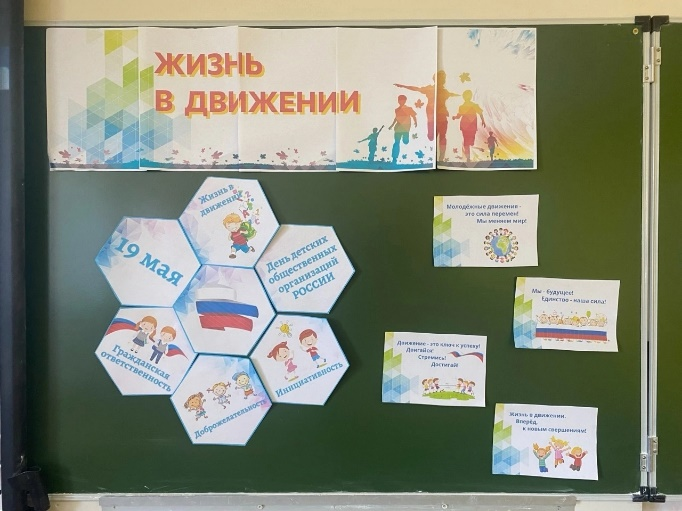 ЖИЗНЬ
В ДВИЖЕНИИ
Жизнь в
движении
19 мая
День детских
общественных
организаций
РОССИИ
Гражданская
ответственность
Инициативность
Доброжелательность
Молодёжные движения -
это сила перемен!
Мы меняем мир!
Мы - будущее!
Единство - наша сила!
Движение - это ключ к успеху!
Двигайся!
Стремись!
Достигай!
Жизнь в движении.
Вперёд,
к новым свершениям!